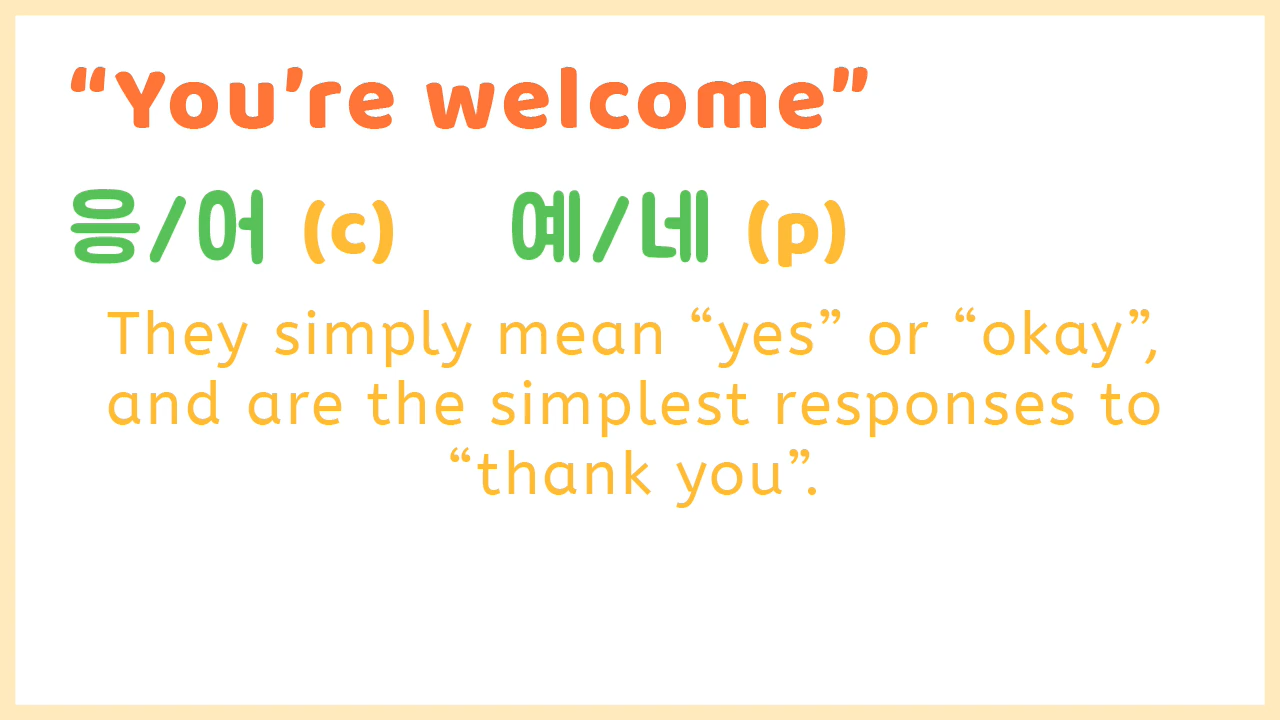 “You’re welcome”
응/어 (c) 예/네 (p)
They simply mean “yes” or “okay”,
and are the simplest responses to
“thank you”.